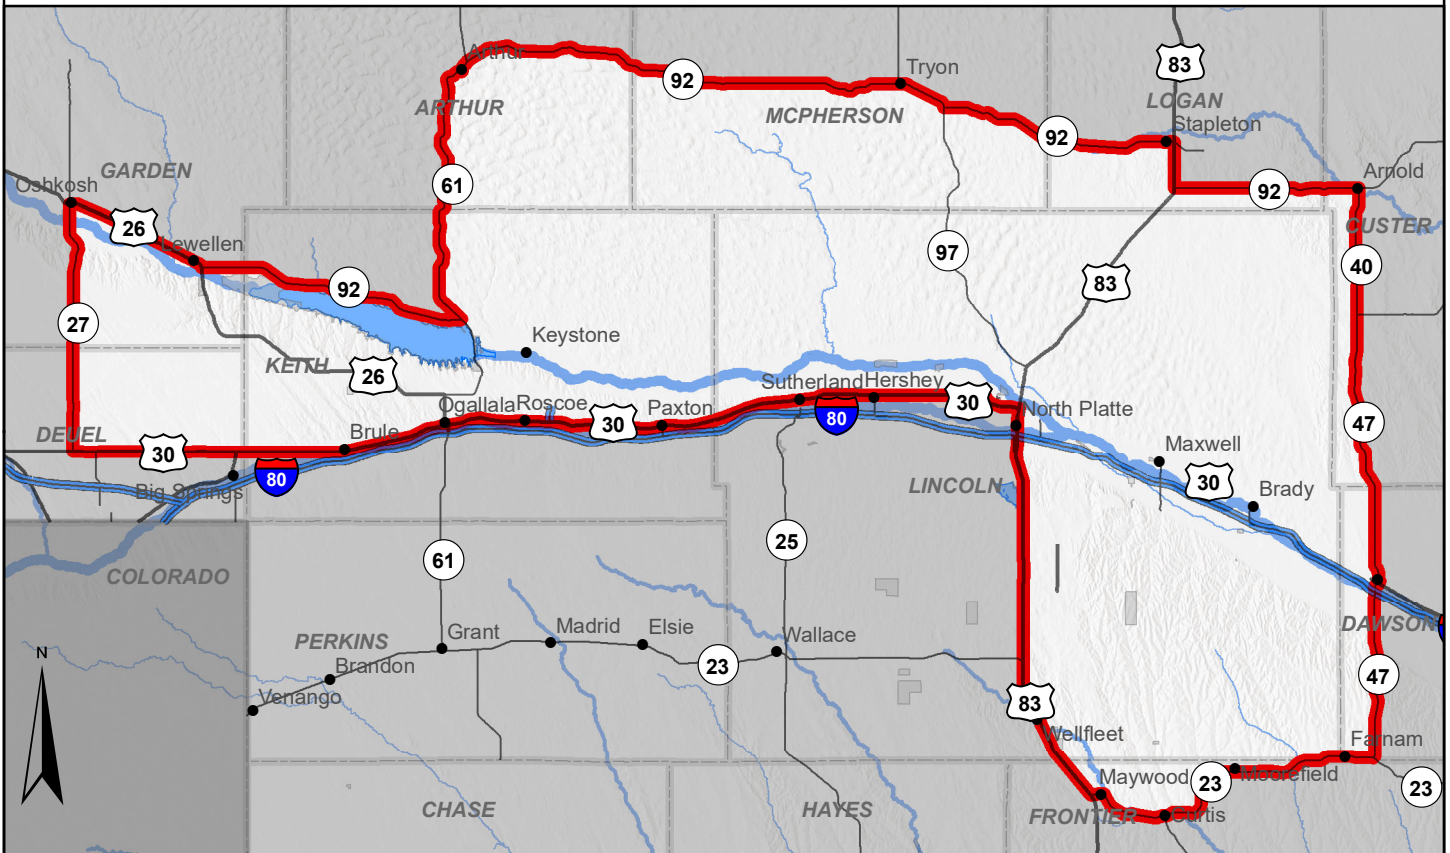 83
Arthur
Tryon
92
LOGAN
ARTHUR
MCPHERSON
Stapleton
92
GARDEN
Arnold
Oshkosh
61
92
CUSTER
26
Lewellen
97
40
83
92
27
Keystone
KEITH
26
Sutherland
Hershey
30
Ogallala
Roscoe
Paxton
North Platte
80
30
47
DEUEL
Brule
30
Maxwell
80
Big Springs
LINCOLN
30
Brady
25
61
COLORADO
DAWSON
Grant
Madrid
Elsie
Wallace
PERKINS
N
Brandon
23
47
Venango
83
Wellfleet
Farnam
Maywood
23
Moorefield
23
CHASE
HAYES
FRONTIER
Curtis